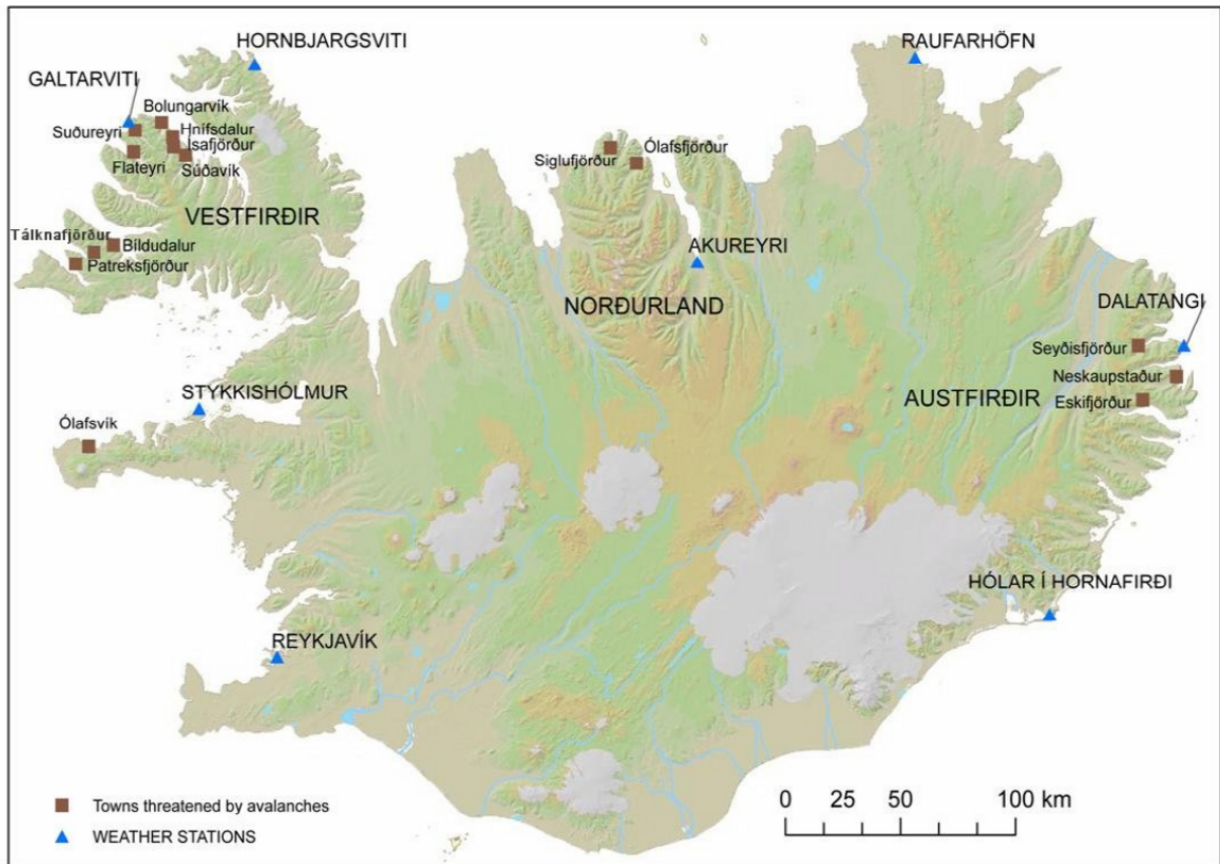 HORNBJARGSVITI
RAUFARHÖFN
GALTARVITI
Bolungarvík
Suðureyri
Hnífsdalur
Ísafjörður
Flateyri
Súðavík
Siglufjörður
Ólafsfjörður
VESTFIRÐIR
Tálknafjörður
Bíldudalur
Patreksfjörður
AKUREYRI
NORÐURLAND
DALATANGI
Seyðisfjörður
Neskaupstaður
AUSTFIRÐIR
Eskifjörður
STYKKISHÓLMUR
Ólafsvík
HÓLAR Í HORNAFIRÐI
REYKJAVÍK
Towns threatened by avalanches
WEATHER STATIONS
0 25 50 100 km